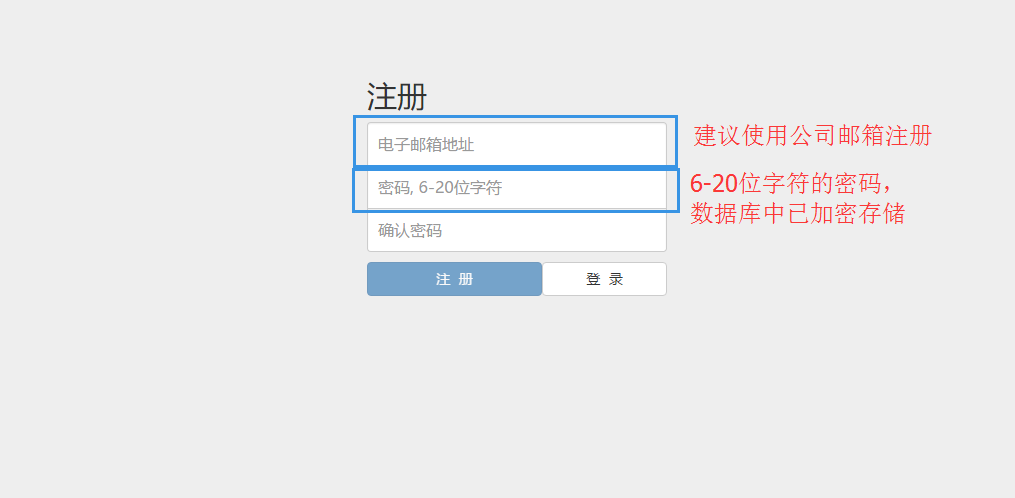 注册
电子邮箱地址
建议使用公司邮箱注册
密码, 6-20位字符
6-20位字符的密码，
数据库中已加密存储
确认密码
注 册
登 录